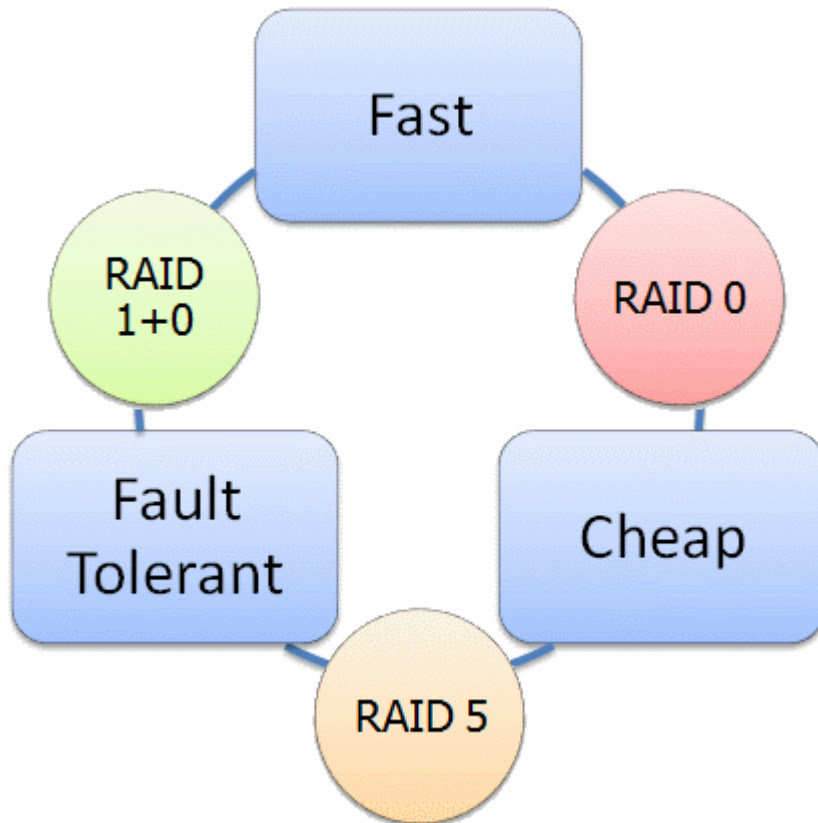 Fast
RAID
1+0
RAID 0
Fault
Tolerant
Cheap
RAID 5